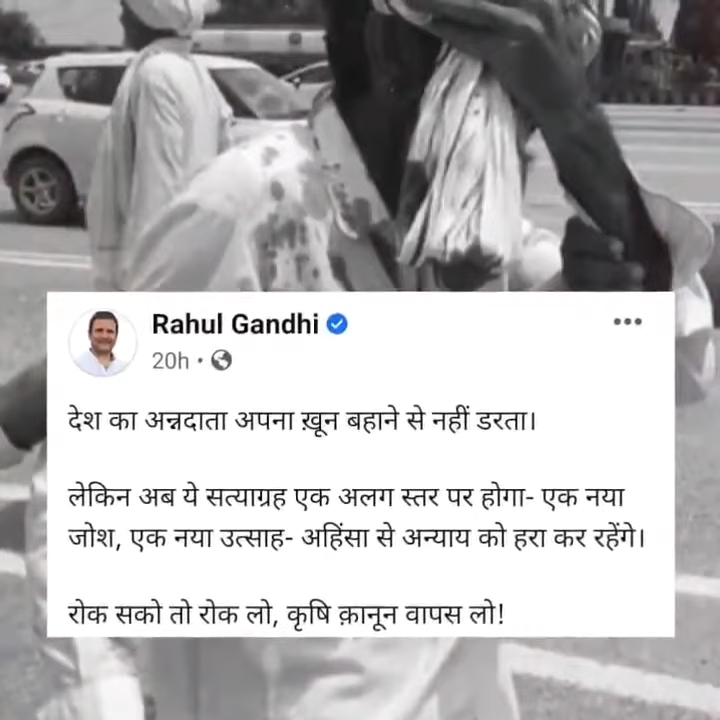 Rahul Gandhi
20h
देश का अन्नदाता अपना ख़ून बहाने से नहीं डरता।
लेकिन अब ये सत्याग्रह एक अलग स्तर पर होगा- एक नया
जोश, एक नया उत्साह- अहिंसा से अन्याय को हरा कर रहेंगे।
रोक सको तो रोक लो, कृषि क़ानून वापस लो!